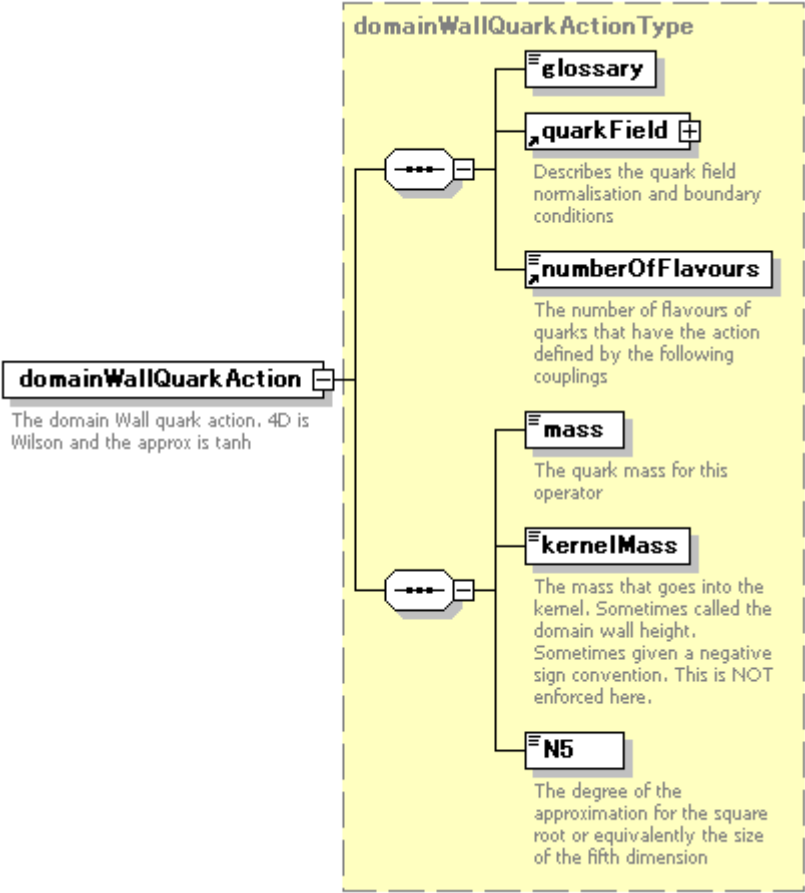 domainWallQuarkActionType
glossary
quarkField
Describes the quark field
normalisation and boundary
conditions
numberOfFlavours
The number of flavours of
quarks that have the action
defined by the following
couplings
domainWallQuarkAction
The domain Wall quark action. 4D is
Wilson and the approx is tanh
mass
The quark mass for this
operator
kernelMass
The mass that goes into the
kernel. Sometimes called the
domain wall height.
Sometimes given a negative
sign convention. This is NOT
enforced here.
N5
The degree of the
approximation for the square
root or equivalently the size
of the fifth dimension